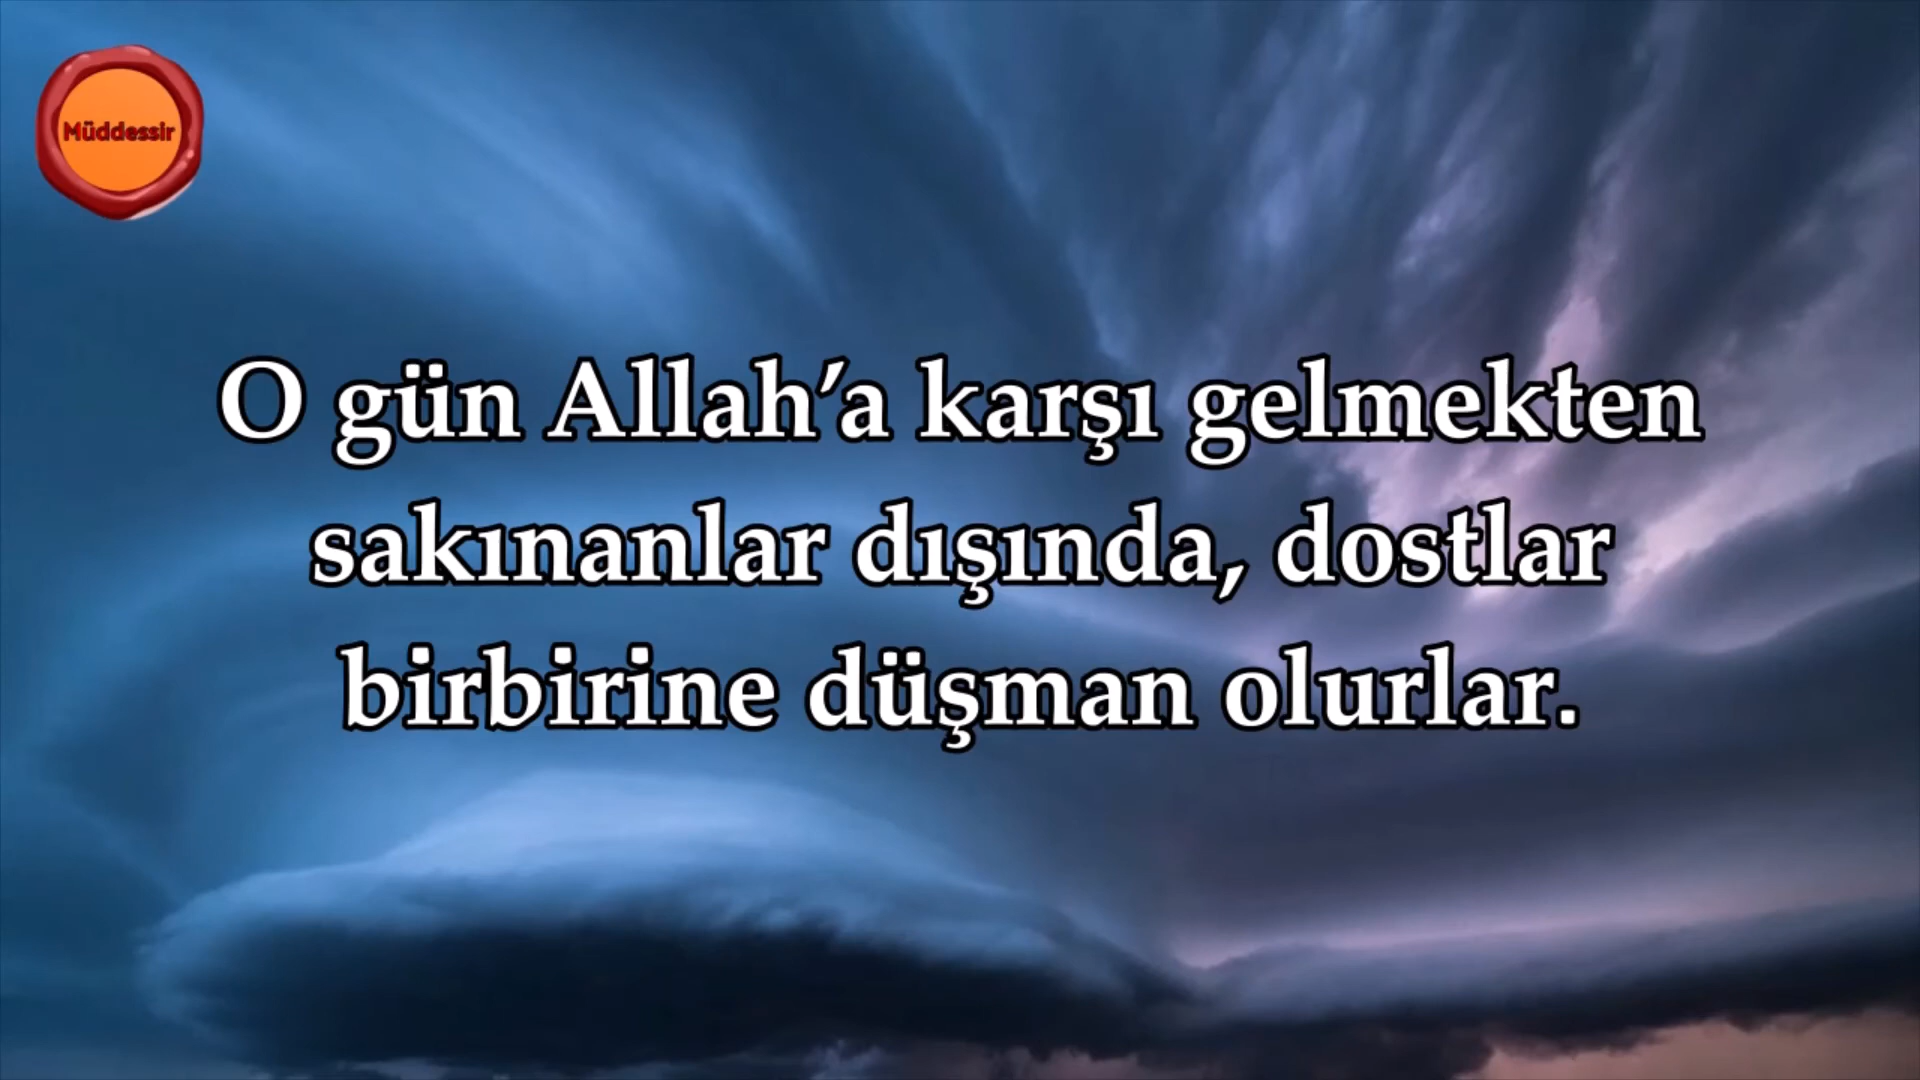 Müddessir
O gün Allah’a karşı gelmekten
sakınanlar dışında, dostlar
birbirine düşman olurlar.